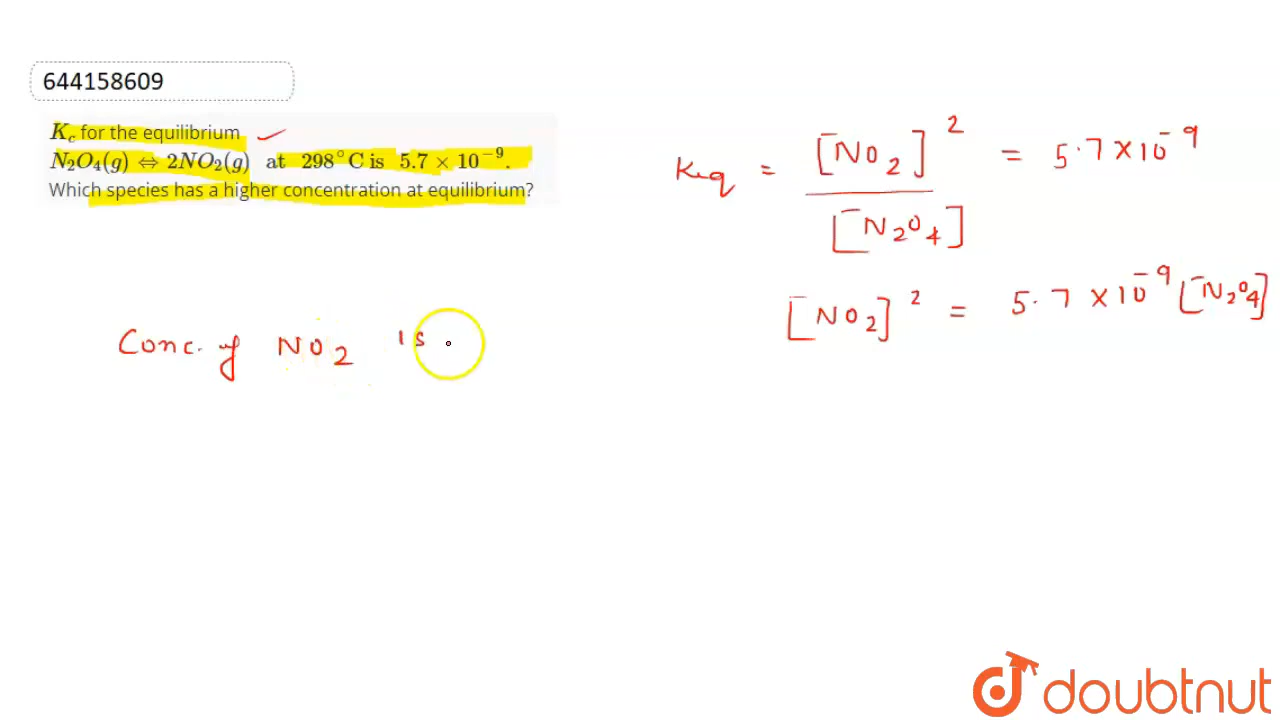 644158609
K_c for the equilibrium
N₂O₄(g) ⇔ 2NO₂(g) at 298°C is 5.7 × 10⁻⁹.
Which species has a higher concentration at equilibrium?
Keq = [NO₂]² / [N₂O₄] = 5.7 × 10⁻⁹
[NO₂]² = 5.7 × 10⁻⁹ [N₂O₄]
Conc. of NO₂ is
doubtnut